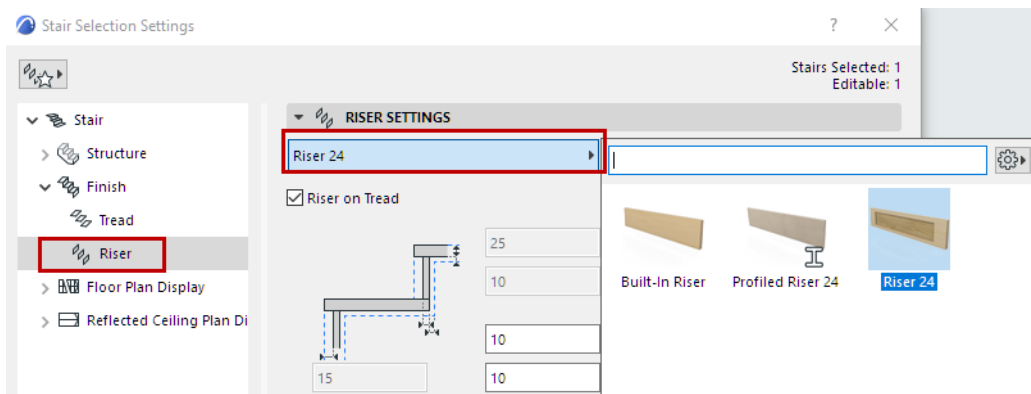 Stair Selection Settings
?
Stairs Selected: 1
Editable: 1
Stair
Structure
Finish
Tread
Riser
Floor Plan Display
Reflected Ceiling Plan Di
RISER SETTINGS
Riser 24
Riser on Tread
25
10
10
15
10
Built-In Riser
Profiled Riser 24
Riser 24